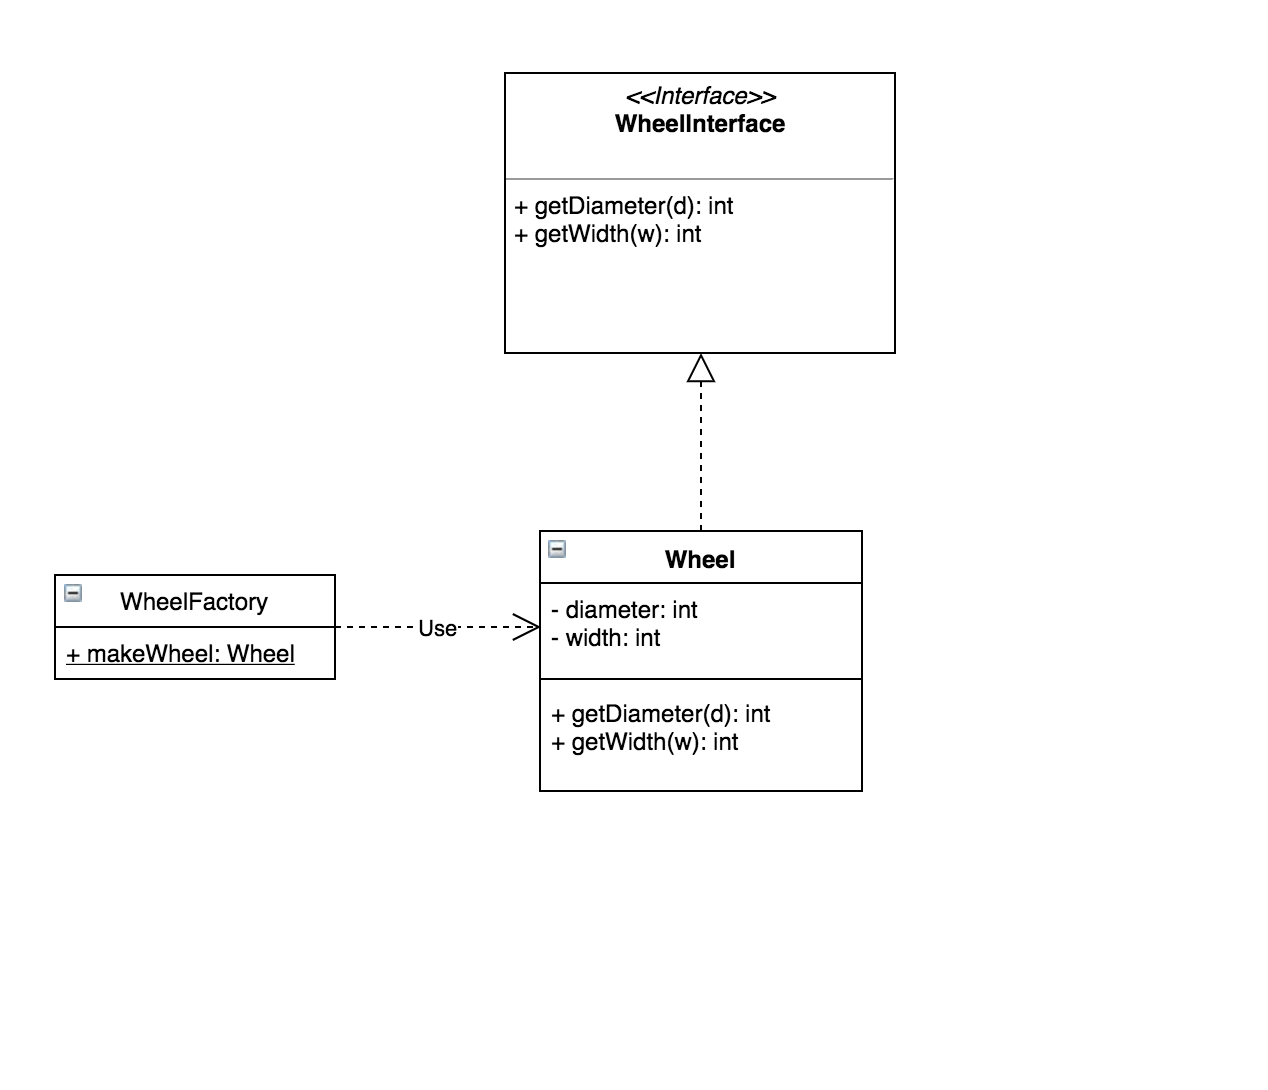 <<Interface>>
WheelInterface
+ getDiameter(d): int
+ getWidth(w): int
Wheel
- diameter: int
- width: int
+ getDiameter(d): int
+ getWidth(w): int
WheelFactory
+ makeWheel: Wheel
Use